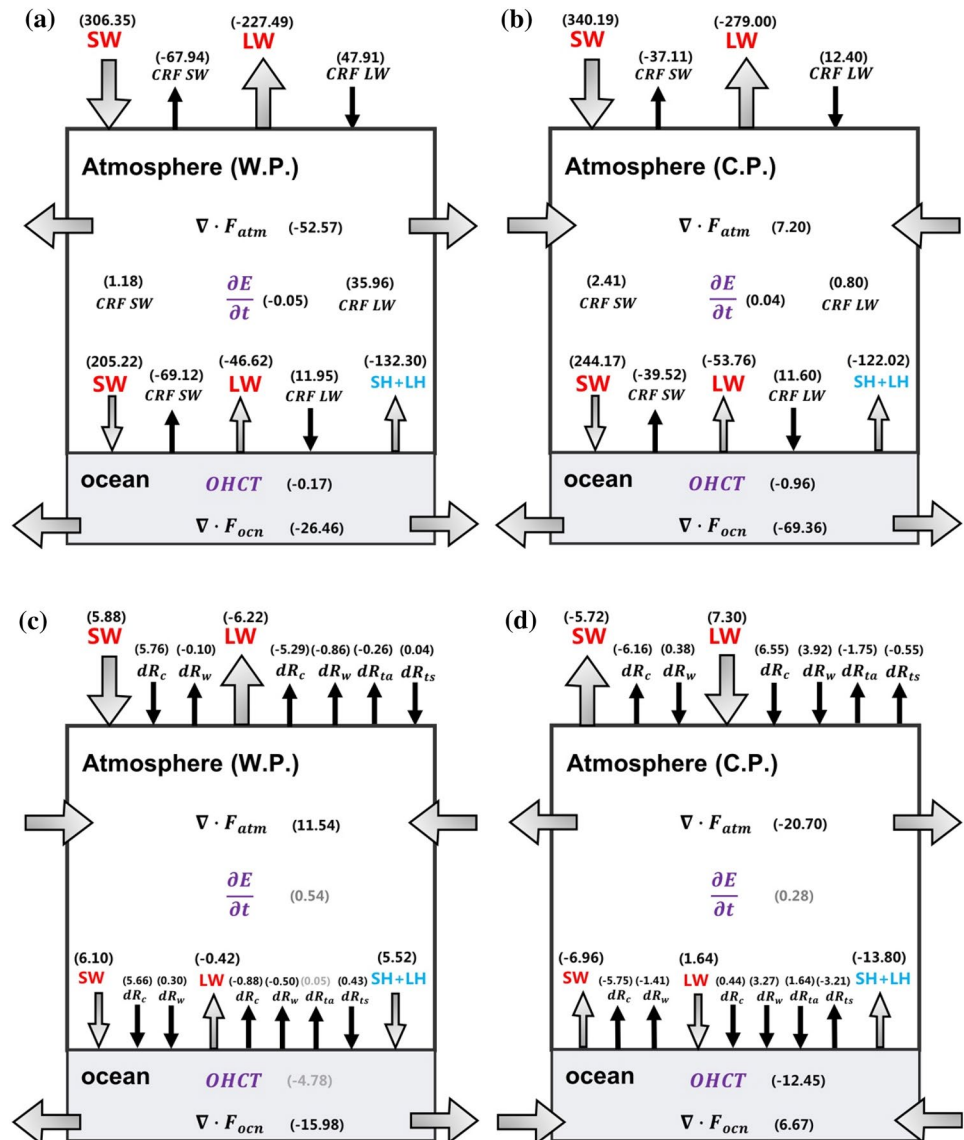 (a)
(306.35) (-227.49)
SW (-67.94) LW (47.91)
CRF SW CRF LW
Atmosphere (W.P.)
∇ · F_atm (-52.57)
(1.18) ∂E/∂t (-0.05) (35.96)
CRF SW CRF LW
(205.22) (-69.12) (-46.62) (11.95) (-132.30)
SW CRF SW LW CRF LW SH+LH
ocean OHCT (-0.17)
∇ · F_ocn (-26.46)
(b)
(340.19) (-279.00)
SW (-37.11) LW (12.40)
CRF SW CRF LW
Atmosphere (C.P.)
∇ · F_atm (7.20)
(2.41) ∂E/∂t (0.04) (0.80)
CRF SW CRF LW
(244.17) (-39.52) (-53.76) (11.60) (-122.02)
SW CRF SW LW CRF LW SH+LH
ocean OHCT (-0.96)
∇ · F_ocn (-69.36)
(c)
(5.88) (-6.22)
SW (5.76) (-0.10) LW (-5.29) (-0.86) (-0.26) (0.04)
dR_c dR_w dR_c dR_w dR_ta dR_ts
Atmosphere (W.P.)
∇ · F_atm (11.54)
∂E/∂t (0.54)
(6.10) (-0.42) (5.52)
SW (5.66) (0.30) LW (-0.88) (-0.50) (0.05) (0.43) SH+LH
dR_c dR_w dR_c dR_w dR_ta dR_ts
ocean OHCT (-4.78)
∇ · F_ocn (-15.98)
(d)
(-5.72) (7.30)
SW (-6.16) (0.38) LW (6.55) (3.92) (-1.75) (-0.55)
dR_c dR_w dR_c dR_w dR_ta dR_ts
Atmosphere (C.P.)
∇ · F_atm (-20.70)
∂E/∂t (0.28)
(-6.96) (1.64) (-13.80)
SW (-5.75) (-1.41) LW (0.44) (3.27) (1.64) (-3.21) SH+LH
dR_c dR_w dR_c dR_w dR_ta dR_ts
ocean OHCT (-12.45)
∇ · F_ocn (6.67)